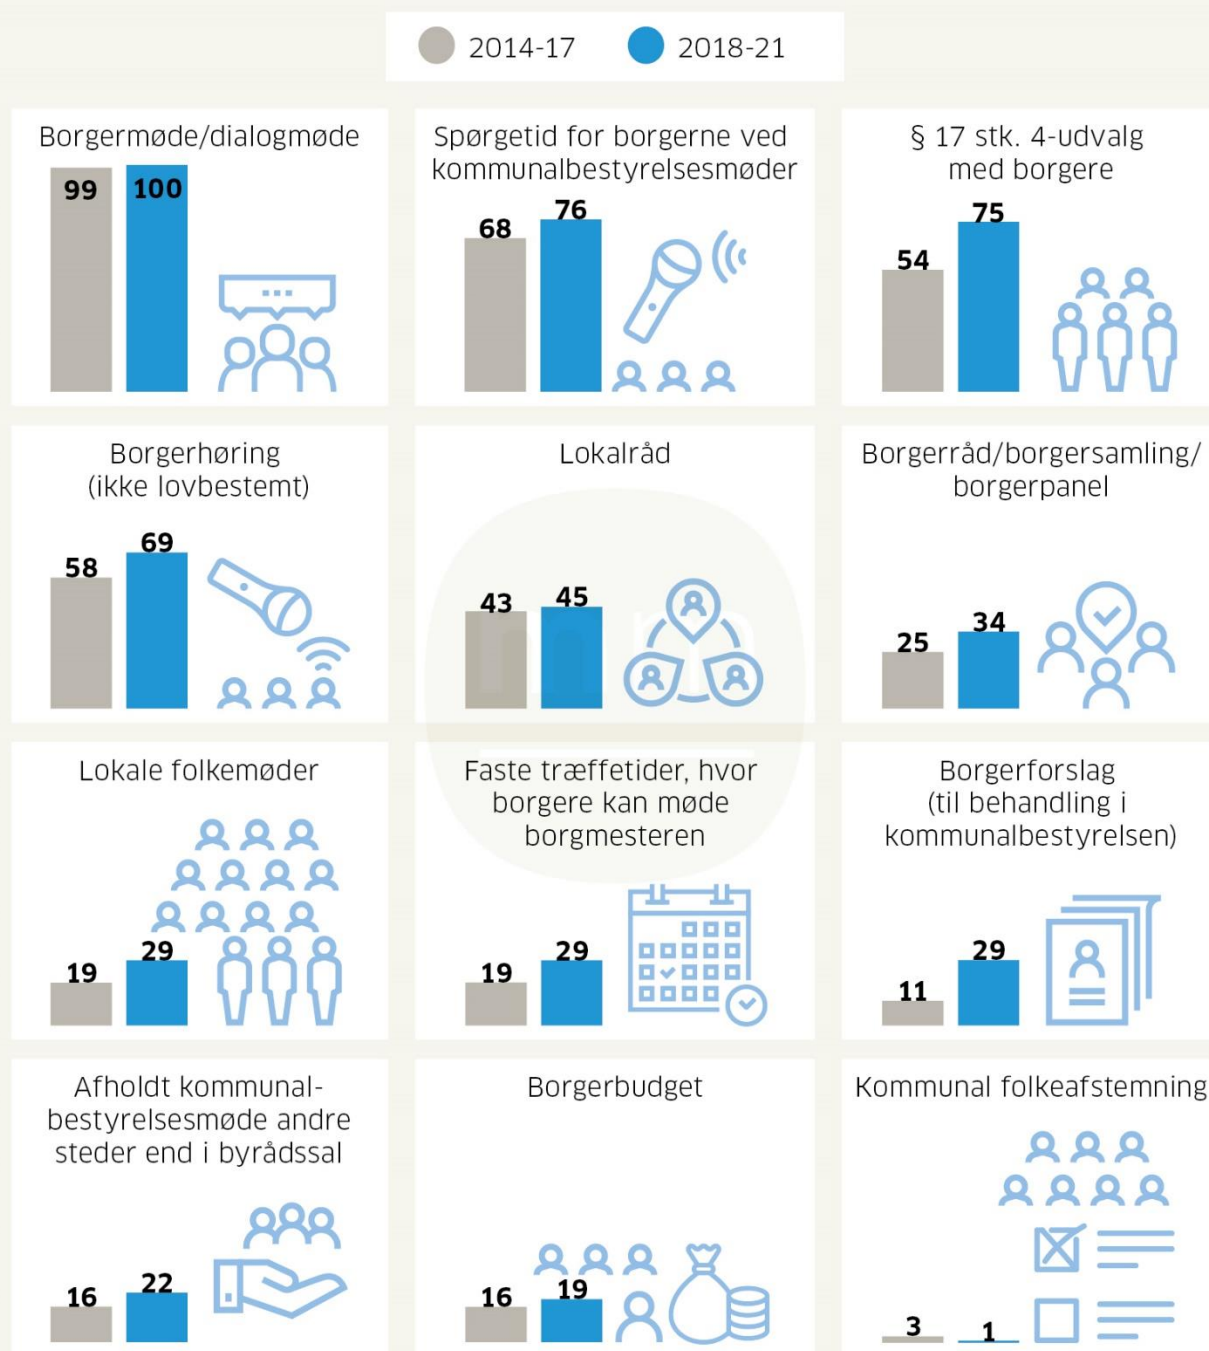 2014-17
2018-21
Borgermøde/dialogmøde
99
100
Spørgetid for borgerne ved
kommunalbestyrelsesmøder
68
76
§ 17 stk. 4-udvalg
med borgere
54
75
Borgerhøring
(ikke lovbestemt)
58
69
Lokalråd
43
45
Borgerråd/borgersamling/
borgerpanel
25
34
Lokale folkemøder
19
29
Faste træffetider, hvor
borgere kan møde
borgmesteren
19
29
Borgerforslag
(til behandling i
kommunalbestyrelsen)
11
29
Afholdt kommunal-
bestyrelsesmøde andre
steder end i byrådssal
16
22
Borgerbudget
16
19
Kommunal folkeafstemning
3
1
mm